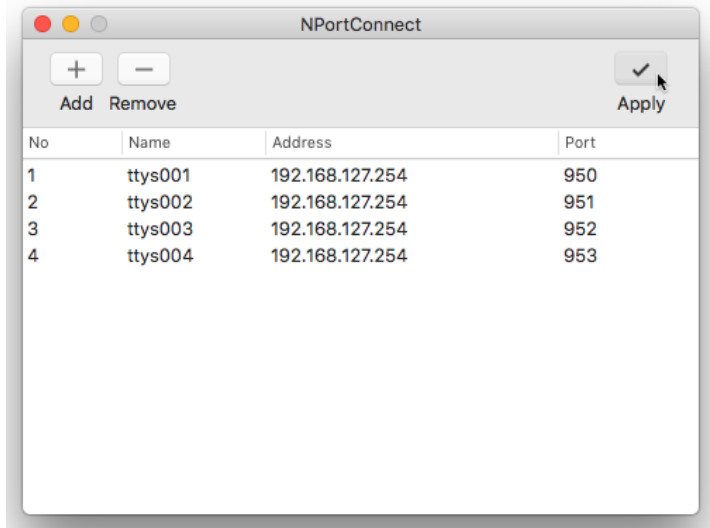 NPortConnect
Add Remove Apply
No Name Address Port
1 ttys001 192.168.127.254 950
2 ttys002 192.168.127.254 951
3 ttys003 192.168.127.254 952
4 ttys004 192.168.127.254 953